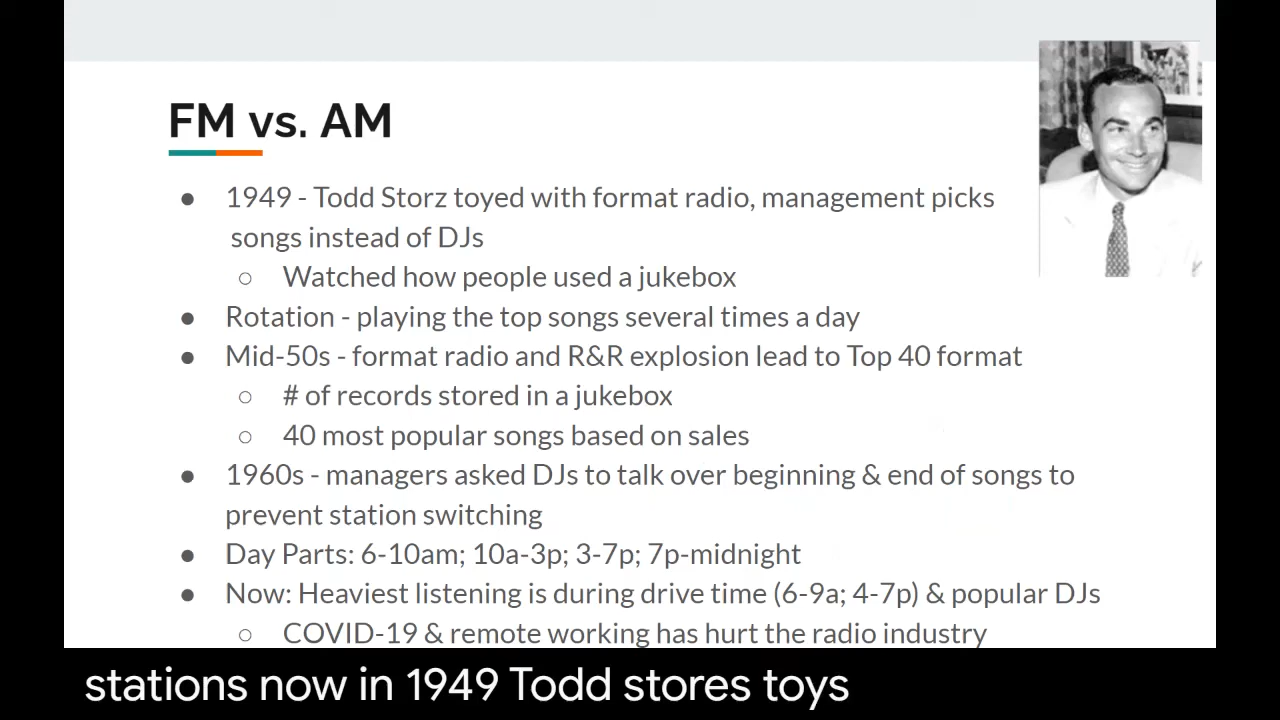 FM vs. AM
● 1949 - Todd Storz toyed with format radio, management picks
songs instead of DJs
○ Watched how people used a jukebox
● Rotation - playing the top songs several times a day
● Mid-50s - format radio and R&R explosion lead to Top 40 format
○ # of records stored in a jukebox
○ 40 most popular songs based on sales
● 1960s - managers asked DJs to talk over beginning & end of songs to
prevent station switching
● Day Parts: 6-10am; 10a-3p; 3-7p; 7p-midnight
● Now: Heaviest listening is during drive time (6-9a; 4-7p) & popular DJs
○ COVID-19 & remote working has hurt the radio industry
stations now in 1949 Todd stores toys